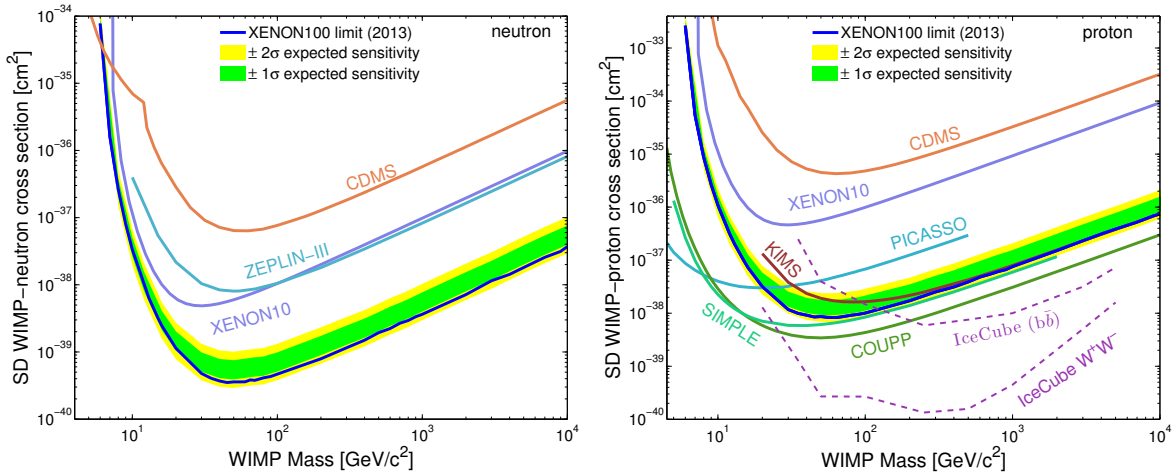 10⁻³⁴
10⁻³⁵
10⁻³⁶
10⁻³⁷
10⁻³⁸
10⁻³⁹
10⁻⁴⁰
SD WIMP−neutron cross section [cm²]
XENON100 limit (2013)
± 2σ expected sensitivity
± 1σ expected sensitivity
neutron
CDMS
ZEPLIN−III
XENON10
10¹ 10² 10³ 10⁴
WIMP Mass [GeV/c²]
10⁻³³
10⁻³⁴
10⁻³⁵
10⁻³⁶
10⁻³⁷
10⁻³⁸
10⁻³⁹
10⁻⁴⁰
SD WIMP−proton cross section [cm²]
XENON100 limit (2013)
± 2σ expected sensitivity
± 1σ expected sensitivity
proton
CDMS
XENON10
PICASSO
KIMS
SIMPLE
COUPP
IceCube (bb̄)
IceCube W⁺W⁻
10¹ 10² 10³ 10⁴
WIMP Mass [GeV/c²]